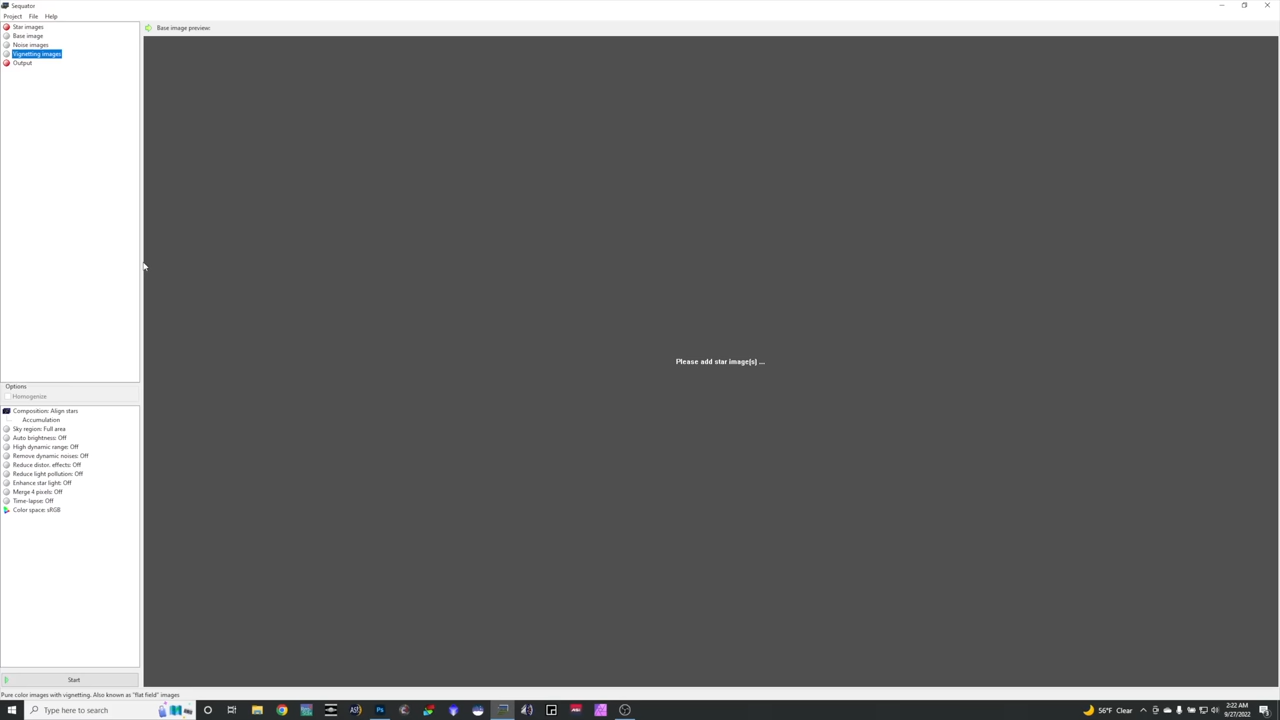 Sequator
Project File Help
Star images
Base image
Noise images
Vignetting images
Output
Base image preview:
Please add star image(s) ...
Options
Homogenize
Composition: Align stars
Accumulation
Sky region: Full area
Auto brightness: Off
High dynamic range: Off
Remove dynamic noises: Off
Reduce distor. effects: Off
Reduce light pollution: Off
Enhance star light: Off
Merge 4 pixels: Off
Time-lapse: Off
Color space: sRGB
Start
Pure color images with vignetting. Also known as "flat field" images
Type here to search
56°F Clear
2:22 AM
9/27/2022